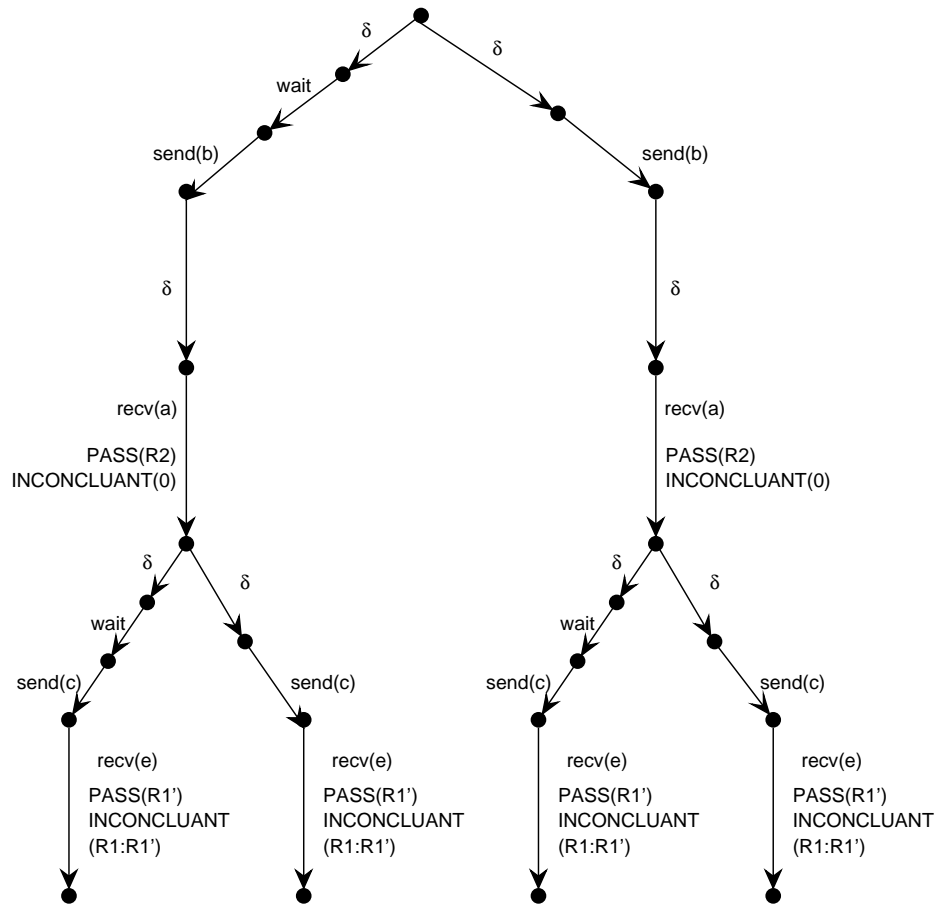 δ
δ
wait
send(b)
send(b)
δ
δ
recv(a)
recv(a)
PASS(R2)
INCONCLUANT(0)
PASS(R2)
INCONCLUANT(0)
δ
δ
δ
δ
wait
wait
send(c)
send(c)
send(c)
send(c)
recv(e)
PASS(R1')
INCONCLUANT
(R1:R1')
recv(e)
PASS(R1')
INCONCLUANT
(R1:R1')
recv(e)
PASS(R1')
INCONCLUANT
(R1:R1')
recv(e)
PASS(R1')
INCONCLUANT
(R1:R1')